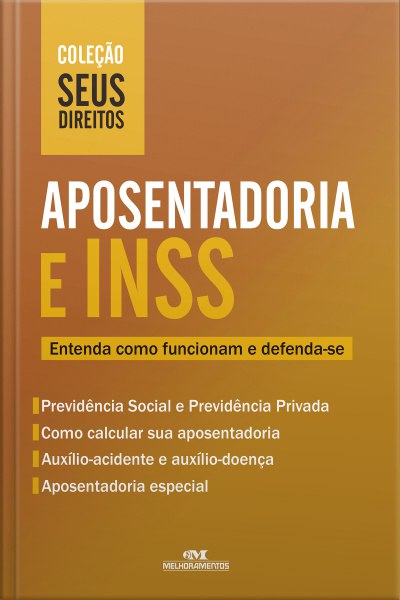 COLEÇÃO
SEUS
DIREITOS
APOSENTADORIA
E INSS
Entenda como funcionam e defenda-se
Previdência Social e Previdência Privada
Como calcular sua aposentadoria
Auxílio-acidente e auxílio-doença
Aposentadoria especial
MELHORAMENTOS